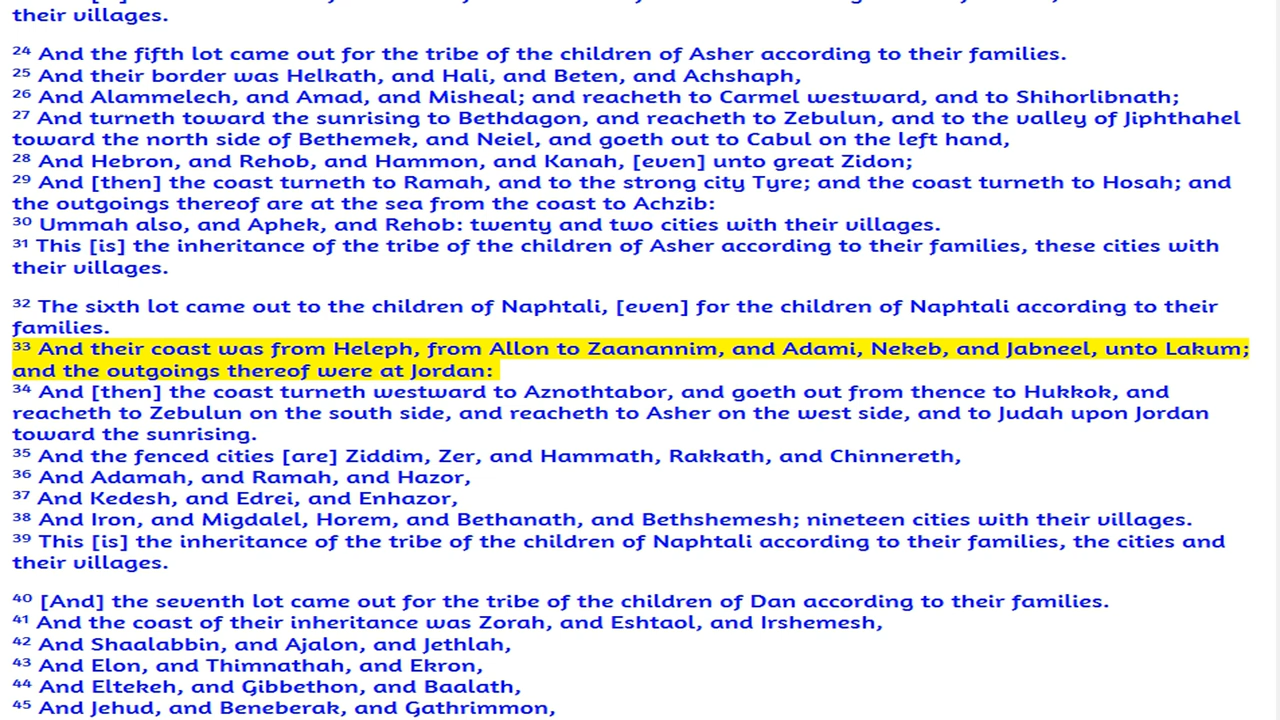 their villages.
24 And the fifth lot came out for the tribe of the children of Asher according to their families.
25 And their border was Helkath, and Hali, and Beten, and Achshaph,
26 And Alammelech, and Amad, and Misheal; and reacheth to Carmel westward, and to Shihorlibnath;
27 And turneth toward the sunrising to Bethdagon, and reacheth to Zebulun, and to the valley of Jiphthahel
toward the north side of Bethemek, and Neiel, and goeth out to Cabul on the left hand,
28 And Hebron, and Rehob, and Hammon, and Kanah, [even] unto great Zidon;
29 And [then] the coast turneth to Ramah, and to the strong city Tyre; and the coast turneth to Hosah; and
the outgoings thereof are at the sea from the coast to Achzib:
30 Ummah also, and Aphek, and Rehob: twenty and two cities with their villages.
31 This [is] the inheritance of the tribe of the children of Asher according to their families, these cities with
their villages.
32 The sixth lot came out to the children of Naphtali, [even] for the children of Naphtali according to their
families.
33 And their coast was from Heleph, from Allon to Zaanannim, and Adami, Nekeb, and Jabneel, unto Lakum;
and the outgoings thereof were at Jordan:
34 And [then] the coast turneth westward to Aznothtabor, and goeth out from thence to Hukkok, and
reacheth to Zebulun on the south side, and reacheth to Asher on the west side, and to Judah upon Jordan
toward the sunrising.
35 And the fenced cities [are] Ziddim, Zer, and Hammath, Rakkath, and Chinnereth,
36 And Adamah, and Ramah, and Hazor,
37 And Kedesh, and Edrei, and Enhazor,
38 And Iron, and Migdalel, Horem, and Bethanath, and Bethshemesh; nineteen cities with their villages.
39 This [is] the inheritance of the tribe of the children of Naphtali according to their families, the cities and
their villages.
40 [And] the seventh lot came out for the tribe of the children of Dan according to their families.
41 And the coast of their inheritance was Zorah, and Eshtaol, and Irshemesh,
42 And Shaalabbin, and Ajalon, and Jethlah,
43 And Elon, and Thimnathah, and Ekron,
44 And Eltekeh, and Gibbethon, and Baalath,
45 And Jehud, and Beneberak, and Gathrimmon,